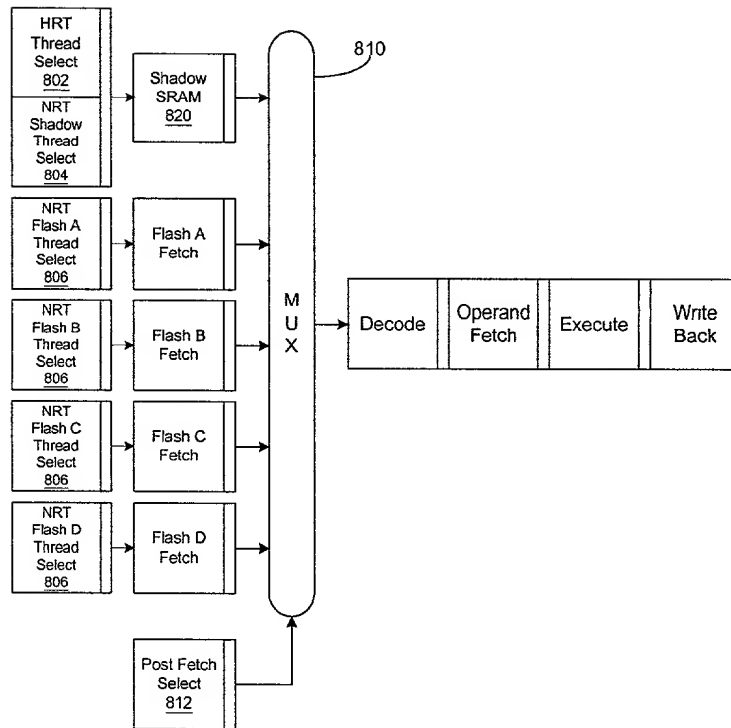 HRT
Thread
Select
802
NRT
Shadow
Thread
Select
804
Shadow
SRAM
820
810
NRT
Flash A
Thread
Select
806
Flash A
Fetch
NRT
Flash B
Thread
Select
806
Flash B
Fetch
NRT
Flash C
Thread
Select
806
Flash C
Fetch
NRT
Flash D
Thread
Select
806
Flash D
Fetch
M
U
X
Decode
Operand
Fetch
Execute
Write
Back
Post Fetch
Select
812